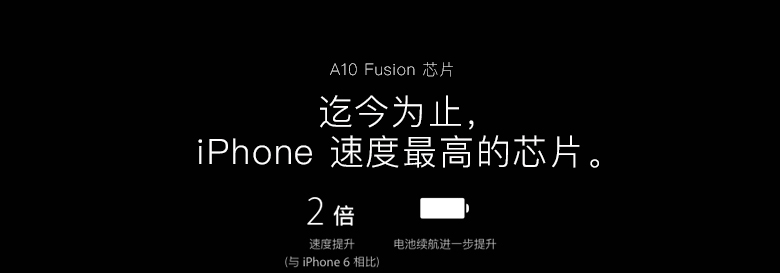 A10 Fusion 芯片
迄今为止,
iPhone 速度最高的芯片。
2 倍
速度提升
(与 iPhone 6 相比)
电池续航进一步提升